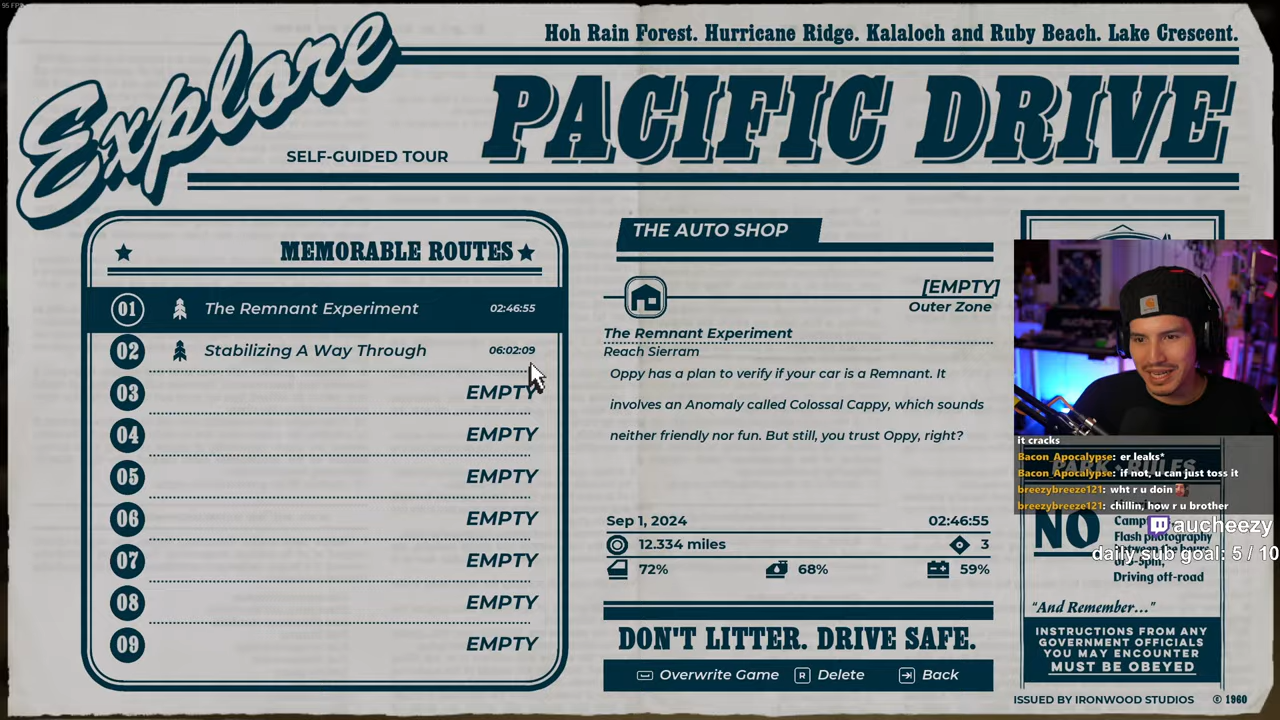 95 FPS
Explore
Hoh Rain Forest. Hurricane Ridge. Kalaloch and Ruby Beach. Lake Crescent.
PACIFIC DRIVE
SELF-GUIDED TOUR
MEMORABLE ROUTES
01 The Remnant Experiment 02:46:55
02 Stabilizing A Way Through 06:02:09
03 EMPTY
04 EMPTY
05 EMPTY
06 EMPTY
07 EMPTY
08 EMPTY
09 EMPTY
THE AUTO SHOP
[EMPTY]
Outer Zone
The Remnant Experiment
Reach Sierram
Oppy has a plan to verify if your car is a Remnant. It
involves an Anomaly called Colossal Cappy, which sounds
neither friendly nor fun. But still, you trust Oppy, right?
Sep 1, 2024 02:46:55
12.334 miles 3
72% 68% 59%
DON'T LITTER. DRIVE SAFE.
Overwrite Game R Delete Back
carhartt
it cracks
Bacon_Apocalypse: er leaks*
Bacon_Apocalypse: if not, u can just toss it
breezybreeze121: wht r u doin
breezybreeze121: chillin, how r u brother
PARK RULES
aucheezy
daily sub goal: 5 / 10
NO
Flash photography
Driving off-road
"And Remember..."
INSTRUCTIONS FROM ANY
GOVERNMENT OFFICIALS
YOU MAY ENCOUNTER
MUST BE OBEYED
ISSUED BY IRONWOOD STUDIOS © 1960